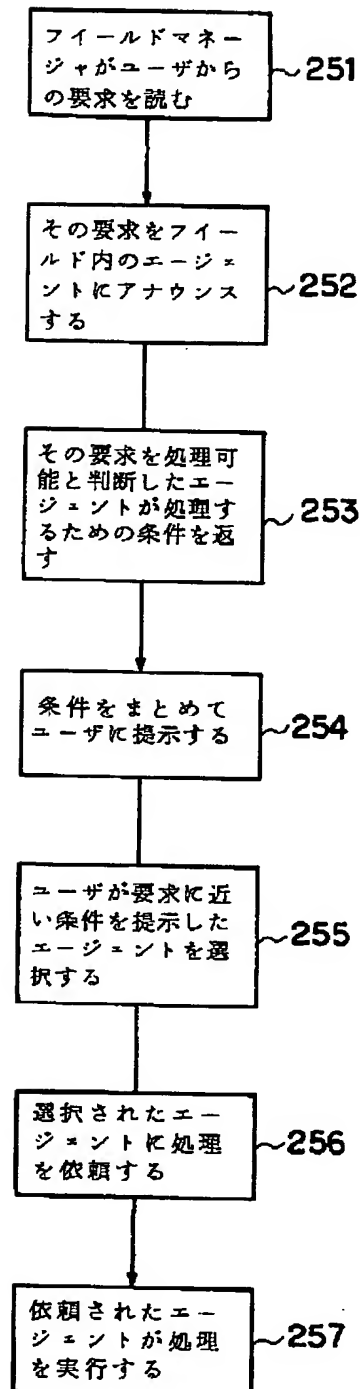 フィールドマネー
ジャがユーザから
の要求を読む
251
その要求をフィー
ルド内のエージェ
ントにアナウンス
する
252
その要求を処理可
能と判断したエー
ジェントが処理す
るための条件を返
す
253
条件をまとめて
ユーザに提示する
254
ユーザが要求に近
い条件を提示した
エージェントを選
択する
255
選択されたエー
ジェントに処理
を依頼する
256
依頼されたエー
ジェントが処理
を実行する
257